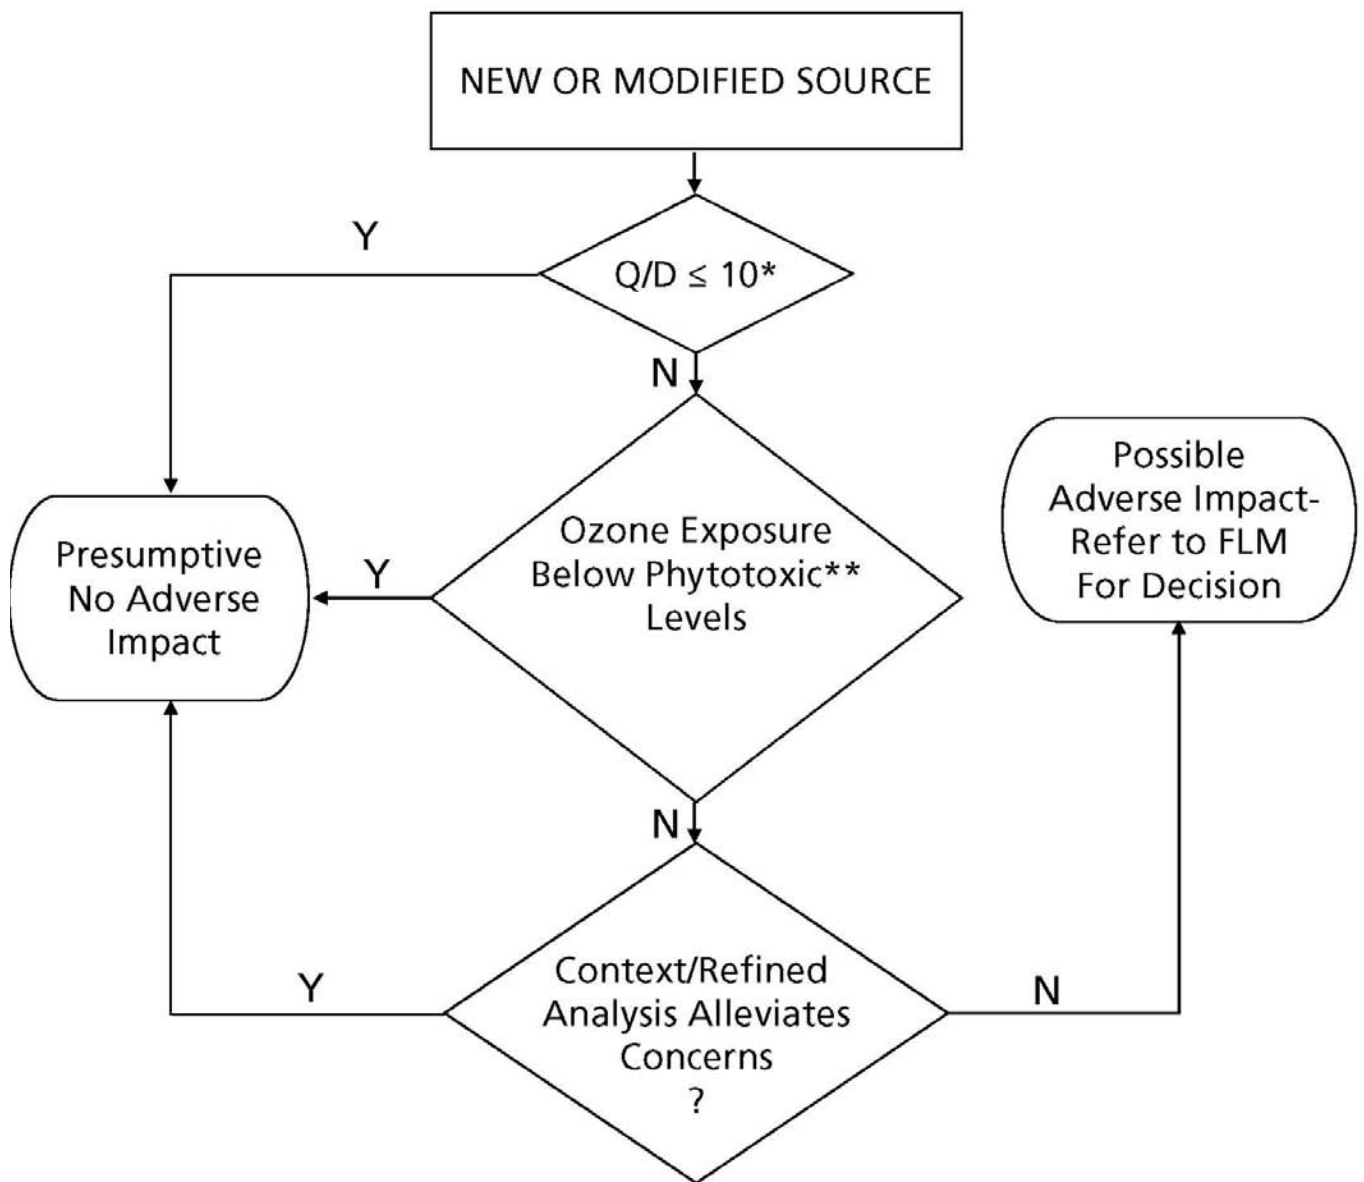 NEW OR MODIFIED SOURCE
Y
Q/D ≤ 10*
N
Possible
Adverse Impact-
Refer to FLM
For Decision
Presumptive
No Adverse
Impact
Y
Ozone Exposure
Below Phytotoxic**
Levels
N
Y
Context/Refined
Analysis Alleviates
Concerns
?
N